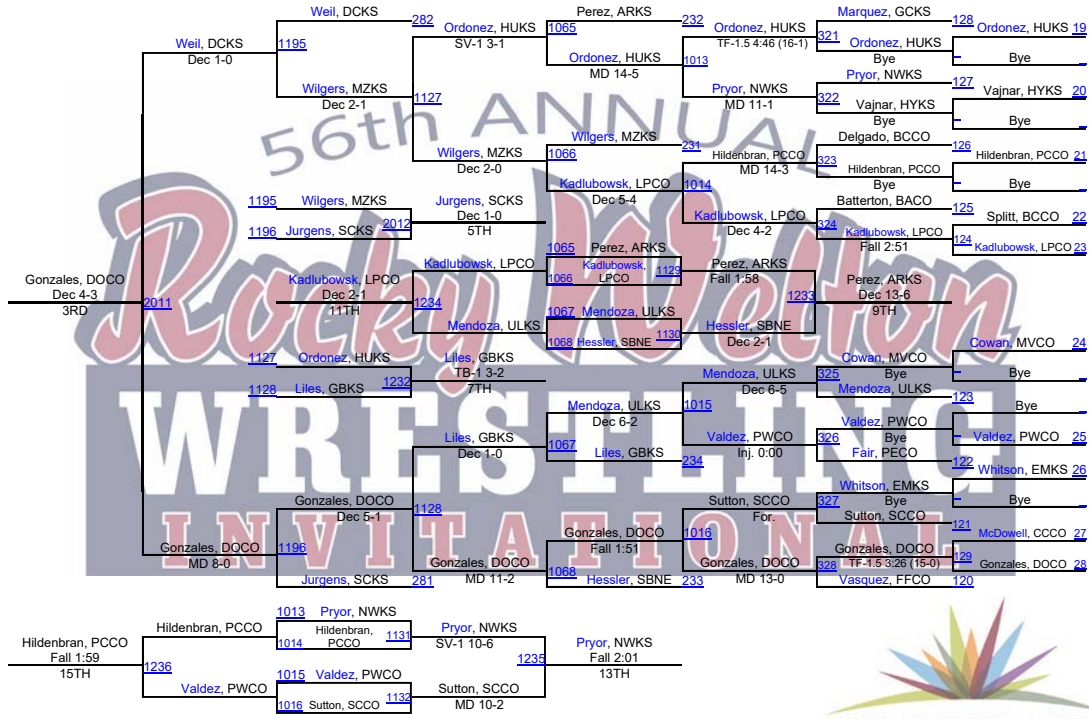 Weil, DCKS
282
Perez, ARKS
232
Ordonez, HUKS
TF-1.5 4:46 (16-1)
Marquez, GCKS
128
Ordonez, HUKS 19
Ordonez, HUKS
SV-1 3-1
1065
321
Ordonez, HUKS
Bye
-
Bye
-
Weil, DCKS
Dec 1-0
1195
Ordonez, HUKS
MD 14-5
1013
Pryor, NWKS
127
Vajnar, HYKS 20
Wilgers, MZKS
Dec 2-1
1127
Pryor, NWKS
MD 11-1
322
Vajnar, HYKS
Bye
-
Bye
-
56th ANNUAL
Wilgers, MZKS
Dec 2-0
1066
Wilgers, MZKS
231
Hildenbran, PCCO
MD 14-3
323
Delgado, BCCO
126
Hildenbran, PCCO 21
Hildenbran, PCCO
Bye
-
Bye
-
Kadlubowsk, LPCO
Dec 5-4
1014
Batterton, BACO
125
Splitt, BCCO 22
Kadlubowsk, LPCO
Dec 4-2
324
Kadlubowsk, LPCO
Fall 2:51
124
Kadlubowsk, LPCO 23
Rocky Welton
1195
Wilgers, MZKS
1196
Jurgens, SCKS
2012
Jurgens, SCKS
Dec 1-0
5TH
1065
Perez, ARKS
1066
Kadlubowsk,
LPCO
1129
Kadlubowsk, LPCO
Perez, ARKS
Fall 1:58
Gonzales, DOCO
Dec 4-3
3RD
2011
Kadlubowsk, LPCO
Dec 2-1
11TH
1234
1233
Perez, ARKS
Dec 13-6
9TH
Mendoza, ULKS
1067
Mendoza, ULKS
1068
Hessler, SBNE
1130
Hessler, SBNE
Dec 2-1
1127
Ordonez, HUKS
1128
Liles, GBKS
1232
Liles, GBKS
TB-1 3-2
7TH
Cowan, MVCO 24
Cowan, MVCO
Bye
-
Bye
-
Mendoza, ULKS
Dec 6-5
325
Mendoza, ULKS
123
WRESTLING
Mendoza, ULKS
Dec 6-2
1015
Bye
-
Valdez, PWCO
Inj. 0:00
326
Valdez, PWCO
Bye
-
Valdez, PWCO 25
Liles, GBKS
Dec 1-0
1067
Liles, GBKS
234
Fair, PECO
122
Whitson, EMKS 26
Whitson, EMKS
Bye
-
Bye
-
Gonzales, DOCO
Dec 5-1
1128
Sutton, SCCO
For.
327
Sutton, SCCO
121
McDowell, CCCO 27
INVITATIONAL
Gonzales, DOCO
MD 8-0
1196
Gonzales, DOCO
Fall 1:51
1016
Gonzales, DOCO
TF-1.5 3:26 (15-0)
129
Gonzales, DOCO 28
Gonzales, DOCO
MD 11-2
1068
Gonzales, DOCO
MD 13-0
328
Jurgens, SCKS
281
Hessler, SBNE
233
Vasquez, FFCO
120
1013
Pryor, NWKS
1014
Hildenbran,
PCCO
1131
Hildenbran, PCCO
Pryor, NWKS
SV-1 10-6
Hildenbran, PCCO
Fall 1:59
15TH
1236
1235
Pryor, NWKS
Fall 2:01
13TH
Valdez, PWCO
1015
Valdez, PWCO
1016
Sutton, SCCO
1132
Sutton, SCCO
MD 10-2